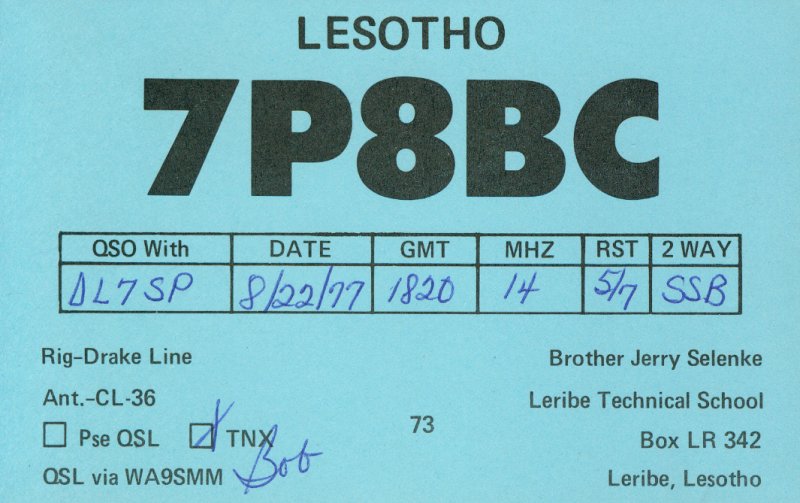 LESOTHO
7P8BC
QSO With DATE GMT MHZ RST 2 WAY
DL7SP 8/22/77 1820 14 5/7 SSB
Rig-Drake Line
Ant.-CL-36
Pse QSL TNX
QSL via WA9SMM Bob
73
Brother Jerry Selenke
Leribe Technical School
Box LR 342
Leribe, Lesotho